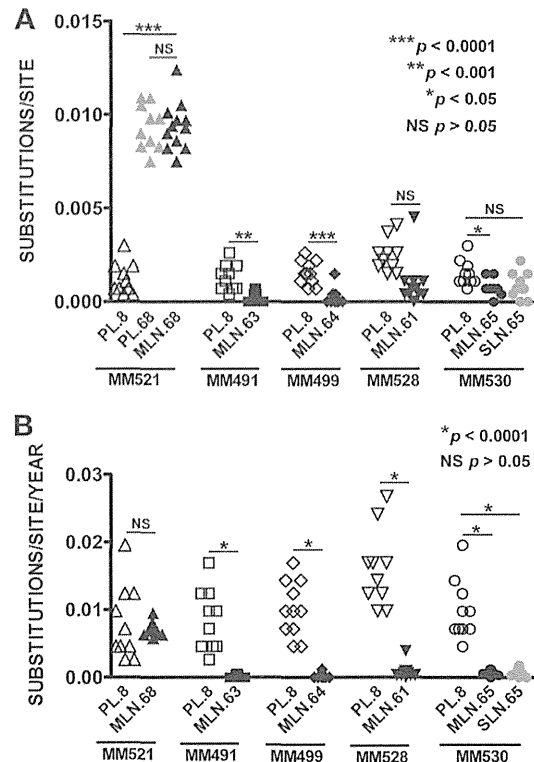 A
0.015
0.010
0.005
0.000
SUBSTITUTIONS/SITE
***
NS
***p < 0.0001
**p < 0.001
*p < 0.05
NS p > 0.05
**
***
NS
NS
*
PL.8 PL.68 MLN.68 PL.8 MLN.63 PL.8 MLN.64 PL.8 MLN.61 PL.8 MLN.65 SLN.65
MM521 MM491 MM499 MM528 MM530
B
0.03
0.02
0.01
0.00
SUBSTITUTIONS/SITE/YEAR
*p < 0.0001
NS p > 0.05
NS
*
*
*
*
*
PL.8 MLN.68 PL.8 MLN.63 PL.8 MLN.64 PL.8 MLN.61 PL.8 MLN.65 SLN.65
MM521 MM491 MM499 MM528 MM530